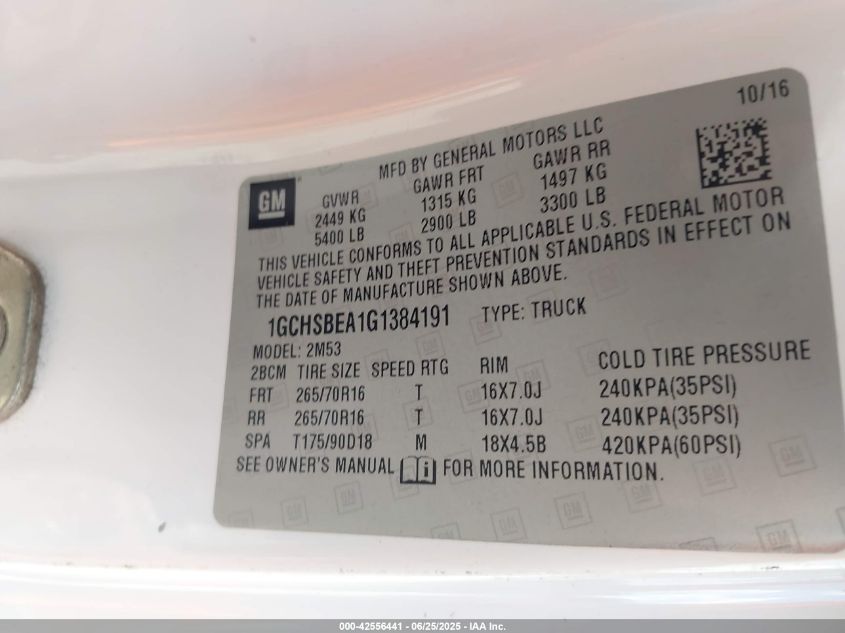 10/16
MFD BY GENERAL MOTORS LLC
GM
GVWR GAWR FRT GAWR RR
2449 KG 1315 KG 1497 KG
5400 LB 2900 LB 3300 LB
THIS VEHICLE CONFORMS TO ALL APPLICABLE U.S. FEDERAL MOTOR
VEHICLE SAFETY AND THEFT PREVENTION STANDARDS IN EFFECT ON
THE DATE OF MANUFACTURE SHOWN ABOVE.
1GCHSBEA1G1384191 TYPE: TRUCK
MODEL: 2M53
2BCM TIRE SIZE SPEED RTG RIM COLD TIRE PRESSURE
FRT 265/70R16 T 16X7.0J 240KPA(35PSI)
RR 265/70R16 T 16X7.0J 240KPA(35PSI)
SPA T175/90D18 M 18X4.5B 420KPA(60PSI)
SEE OWNER'S MANUAL i FOR MORE INFORMATION.
000-42556441 - 06/25/2025 - IAA Inc.